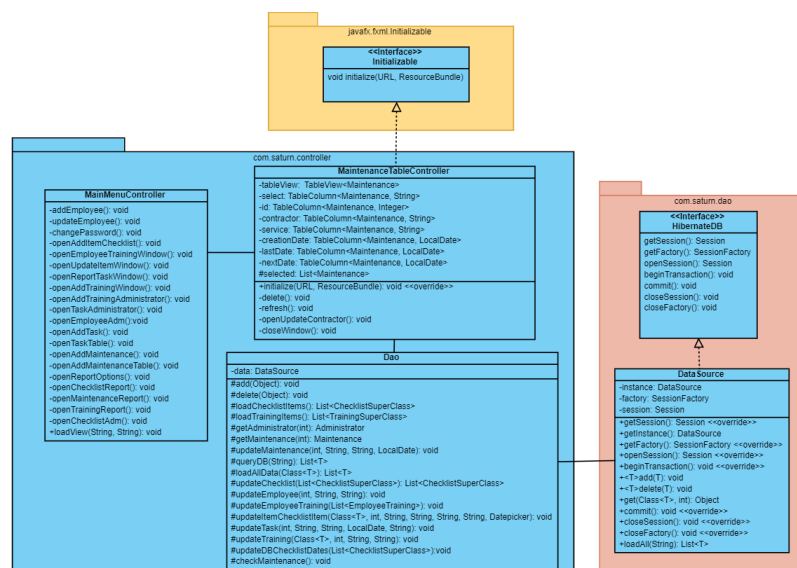 javafx.fxml.Initializable
<<Interface>>
Initializable
void initialize(URL, ResourceBundle)
com.saturn.controller
MainMenuController
-addEmployee(): void
-updateEmployee(): void
-changePassword(): void
-openAddItemChecklist(): void
-openEmployeeTrainingWindow(): void
-openUpdateItemWindow(): void
-openReportTaskWindow(): void
-openAddTrainingWindow(): void
-openAddTrainingAdministrator(): void
-openTaskAdministrator(): void
-openEmployeeAdm(): void
-openAddTask(): void
-openTaskTable(): void
-openAddMaintenance(): void
-openAddMaintenanceTable(): void
-openReportOptions(): void
-openChecklistReport(): void
-openMaintenanceReport(): void
-openTrainingReport(): void
-openChecklistAdm(): void
+loadView(String, String): void
MaintenanceTableController
-tableView: TableView<Maintenance>
-select: TableColumn<Maintenance, String>
-id: TableColumn<Maintenance, Integer>
-contractor: TableColumn<Maintenance, String>
-service: TableColumn<Maintenance, String>
-creationDate: TableColumn<Maintenance, LocalDate>
-lastDate: TableColumn<Maintenance, LocalDate>
-nextDate: TableColumn<Maintenance, LocalDate>
#selected: List<Maintenance>
+initialize(URL, ResourceBundle): void <<override>>
-delete(): void
-refresh(): void
-openUpdateContractor(): void
-closeWindow(): void
Dao
-data: DataSource
#add(Object): void
#delete(Object): void
#loadChecklistItems(): List<ChecklistSuperClass>
#loadTrainingItems(): List<TrainingSuperClass>
#getAdministrator(int): Administrator
#getMaintenance(int): Maintenance
#updateMaintenance(int, String, String, LocalDate): void
#queryDB(String): List<T>
#loadAllData(Class<T>): List<T>
#updateChecklist(List<ChecklistSuperClass>): List<ChecklistSuperClass>
#updateEmployee(int, String, String): void
#updateEmployeeTraining(List<EmployeeTraining>): void
#updateItemChecklistItem(Class<T>, int, String, String, String, String, Datepicker): void
#updateTask(int, String, String, LocalDate, String): void
#updateTraining(Class<T>, int, String, String): void
#updateDBChecklistDates(List<ChecklistSuperClass>):void
#checkMaintenance(): void
com.saturn.dao
<<Interface>>
HibernateDB
getSession(): Session
getFactory(): SessionFactory
openSession(): Session
beginTransaction(): void
commit(): void
closeSession(): void
closeFactory(): void
DataSource
-instance: DataSource
-factory: SessionFactory
-session: Session
+getSession(): Session <<override>>
+getInstance(): DataSource
+getFactory(): SessionFactory <<override>>
+openSession(): Session <<override>>
+beginTransaction(): void <<override>>
+<T>add(T): void
+<T>delete(T): void
+get(Class<T>, int): Object
+commit(): void <<override>>
+closeSession(): void <<override>>
+closeFactory(): void <<override>>
+loadAll(String): List<T>